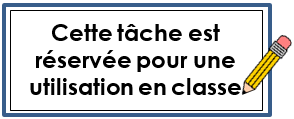 Cette tâche est
réservée pour une
utilisation en classe